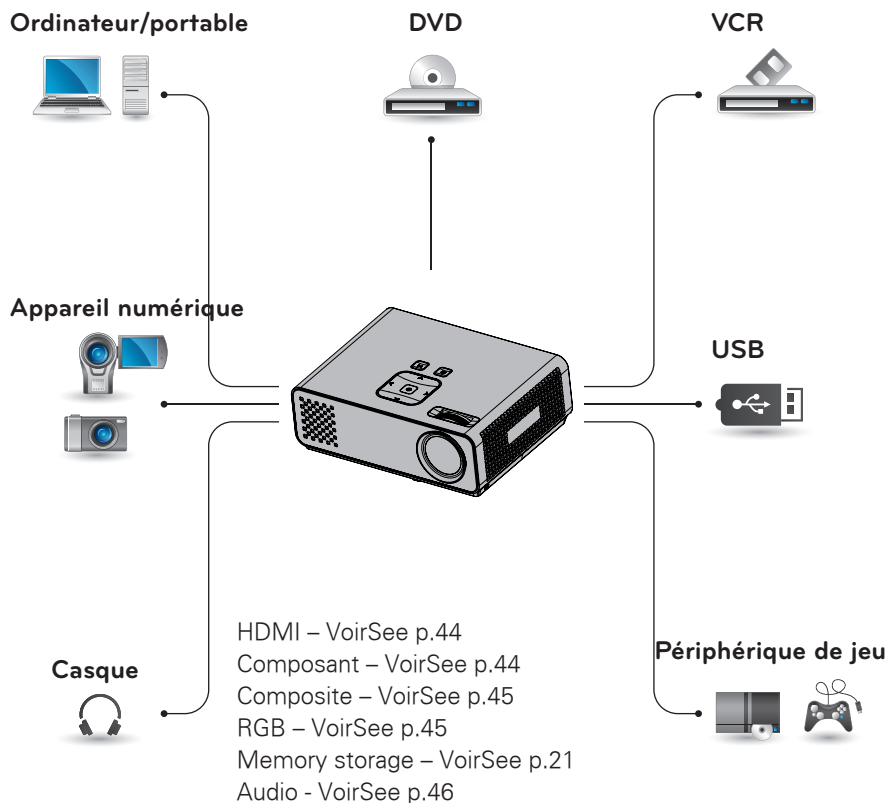 Ordinateur/portable
DVD
VCR
Appareil numérique
USB
Casque
HDMI – VoirSee p.44
Composant – VoirSee p.44
Composite – VoirSee p.45
RGB – VoirSee p.45
Memory storage – VoirSee p.21
Audio - VoirSee p.46
Périphérique de jeu